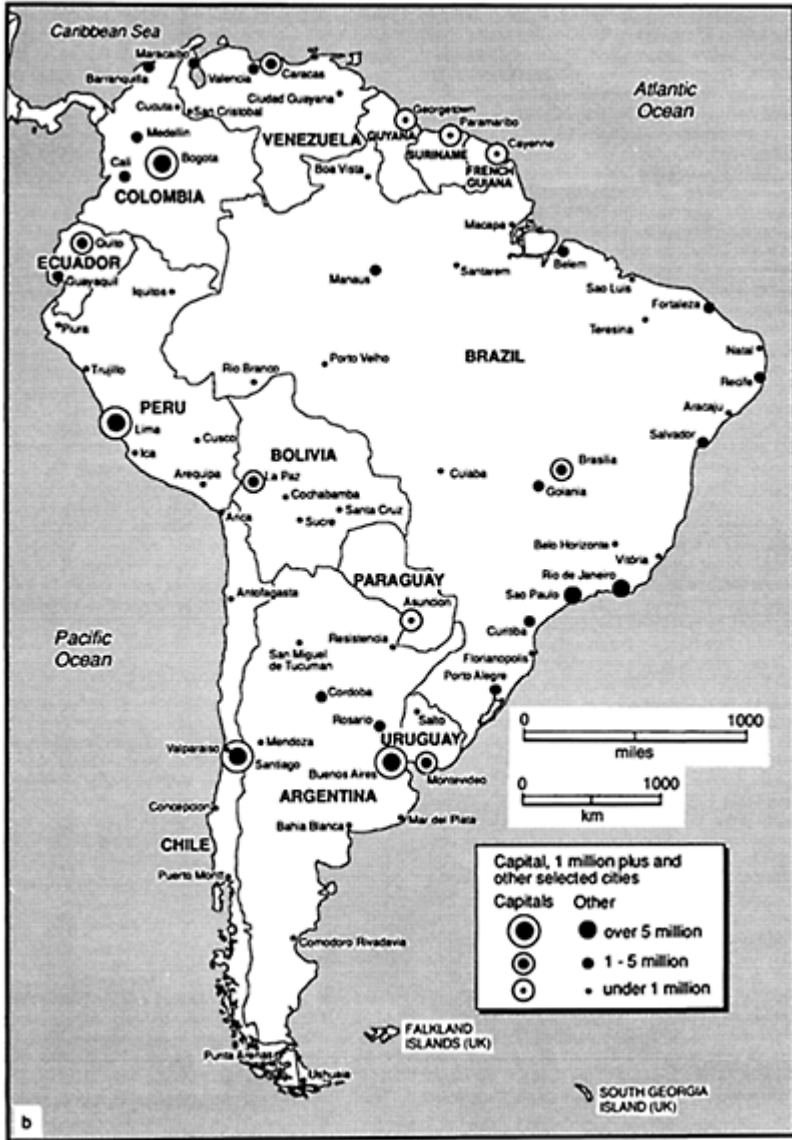 Caribbean Sea
Maracaibo
Barranquilla
Valencia
Caracas
Atlantic
Ocean
Cucuta
San Cristobal
Ciudad Guayana
Georgetown
Medellin
VENEZUELA
GUYANA
Paramaribo
SURINAME
Cayenne
FRENCH
GUIANA
Cali
Bogota
Boa Vista
COLOMBIA
Macapa
Quito
ECUADOR
Guayaquil
Iquitos
Manaus
Santarem
Belem
Sao Luis
Fortaleza
Piura
Teresina
Trujillo
Rio Branco
Porto Velho
BRAZIL
Natal
Recife
PERU
Lima
Aracaju
Ica
Cusco
BOLIVIA
Salvador
Arequipa
La Paz
Cuiaba
Brasilia
Goiania
Cochabamba
Santa Cruz
Sucre
Arica
Belo Horizonte
Vitória
PARAGUAY
Rio de Janeiro
Antofagasta
Asuncion
Sao Paulo
Pacific
Ocean
Resistencia
Curitiba
San Miguel
de Tucuman
Florianopolis
Porto Alegre
Cordoba
Rosario
Salto
0 1000
miles
Valparaiso
Mendoza
Santiago
URUGUAY
Buenos Aires
Montevideo
0 1000
km
ARGENTINA
Concepcion
Bahia Blanca
Mar del Plata
CHILE
Puerto Montt
Capital, 1 million plus and
other selected cities
Capitals Other
over 5 million
1 - 5 million
under 1 million
Comodoro Rivadavia
FALKLAND
ISLANDS (UK)
Punta Arenas
Ushuaia
SOUTH GEORGIA
ISLAND (UK)
b